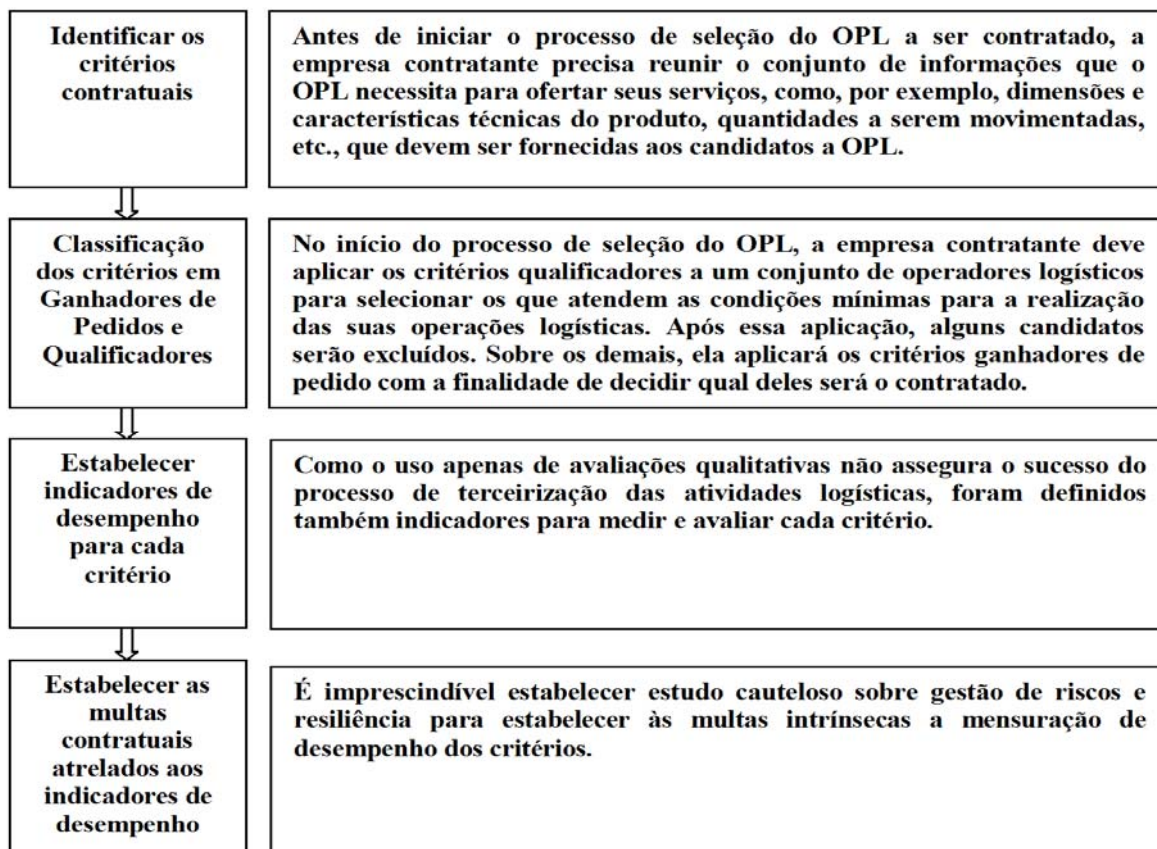 Identificar os
critérios
contratuais
Antes de iniciar o processo de seleção do OPL a ser contratado, a
empresa contratante precisa reunir o conjunto de informações que o
OPL necessita para ofertar seus serviços, como, por exemplo, dimensões e
características técnicas do produto, quantidades a serem movimentadas,
etc., que devem ser fornecidas aos candidatos a OPL.
Classificação
dos critérios em
Ganhadores de
Pedidos e
Qualificadores
No início do processo de seleção do OPL, a empresa contratante deve
aplicar os critérios qualificadores a um conjunto de operadores logísticos
para selecionar os que atendem as condições mínimas para a realização
das suas operações logísticas. Após essa aplicação, alguns candidatos
serão excluídos. Sobre os demais, ela aplicará os critérios ganhadores de
pedido com a finalidade de decidir qual deles será o contratado.
Estabelecer
indicadores de
desempenho
para cada
critério
Como o uso apenas de avaliações qualitativas não assegura o sucesso do
processo de terceirização das atividades logísticas, foram definidos
também indicadores para medir e avaliar cada critério.
Estabelecer as
multas
contratuais
atrelados aos
indicadores de
desempenho
É imprescindível estabelecer estudo cauteloso sobre gestão de riscos e
resiliência para estabelecer às multas intrínsecas a mensuração de
desempenho dos critérios.